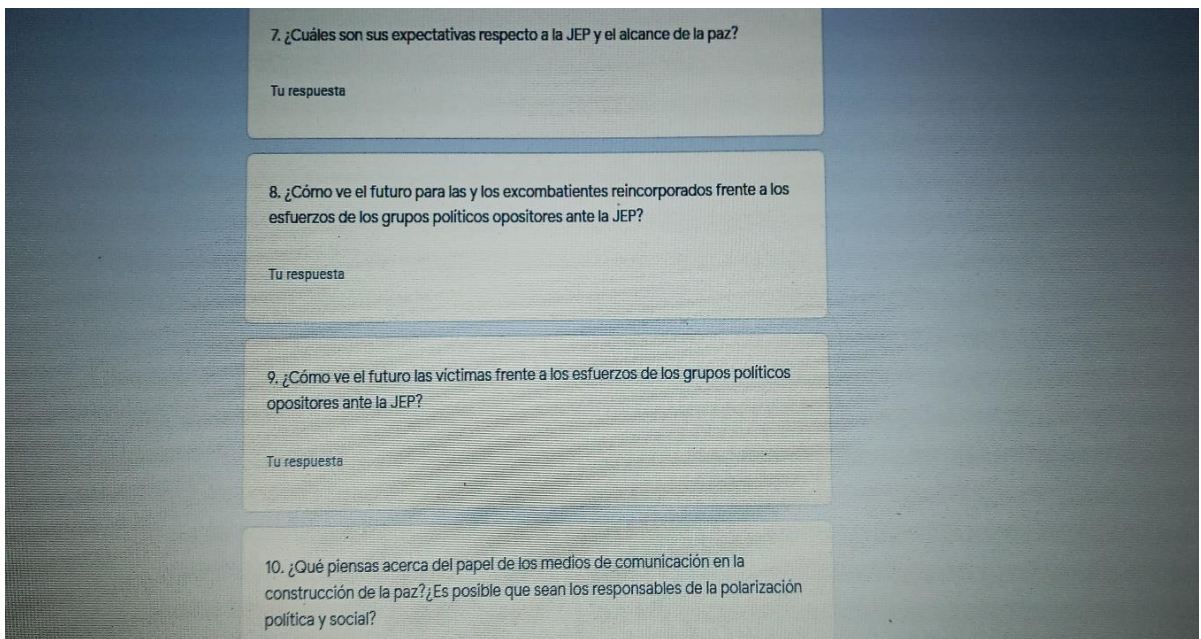 7. ¿Cuáles son sus expectativas respecto a la JEP y el alcance de la paz?
Tu respuesta
8. ¿Cómo ve el futuro para las y los excombatientes reincorporados frente a los
esfuerzos de los grupos políticos opositores ante la JEP?
Tu respuesta
9. ¿Cómo ve el futuro las víctimas frente a los esfuerzos de los grupos políticos
opositores ante la JEP?
Tu respuesta
10. ¿Qué piensas acerca del papel de los medios de comunicación en la
construcción de la paz?¿Es posible que sean los responsables de la polarización
política y social?